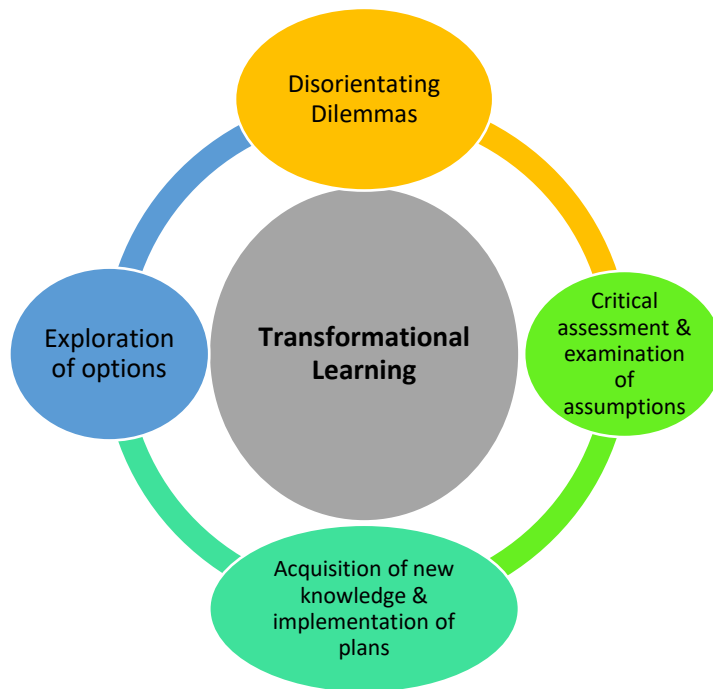 Disorientating
Dilemmas
Critical
assessment &
examination
of
assumptions
Acquisition of new
knowledge &
implementation of
plans
Exploration
of options
Transformational
Learning